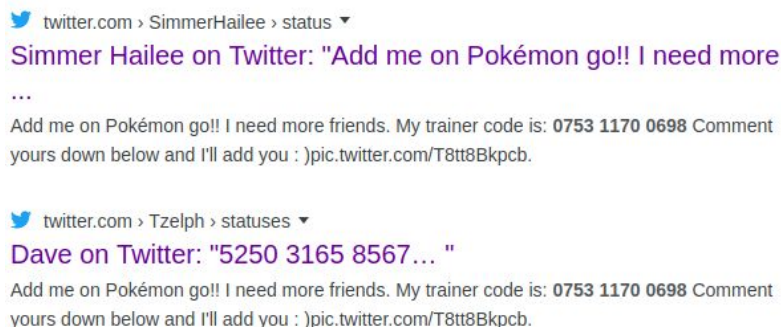 twitter.com › SimmerHailee › status
Simmer Hailee on Twitter: "Add me on Pokémon go!! I need more
...
Add me on Pokémon go!! I need more friends. My trainer code is: 0753 1170 0698 Comment
yours down below and I'll add you : )pic.twitter.com/T8tt8Bkpcb.
twitter.com › Tzelph › statuses
Dave on Twitter: "5250 3165 8567… "
Add me on Pokémon go!! I need more friends. My trainer code is: 0753 1170 0698 Comment
yours down below and I'll add you : )pic.twitter.com/T8tt8Bkpcb.